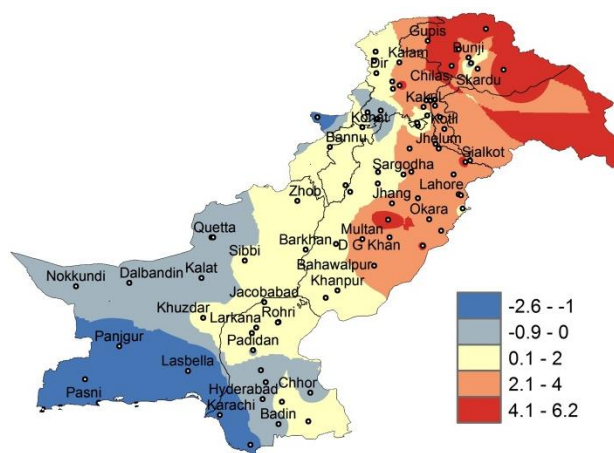 Gupis
Bunji
Kalam
Dir
Chilas
Skardu
Kakul
Kohat
Kotli
Bannu
Jhelum
Sialkot
Sargodha
Zhob
Jhang
Lahore
Okara
Quetta
Multan
Barkhan
D G Khan
Sibbi
Bahawalpur
Nokkundi
Dalbandin
Kalat
Khanpur
Jacobabad
Khuzdar
Larkana
Rohri
Panjgur
Padidan
Lasbella
Pasni
Hyderabad
Chhor
Karachi
Badin
-2.6 - -1
-0.9 - 0
0.1 - 2
2.1 - 4
4.1 - 6.2